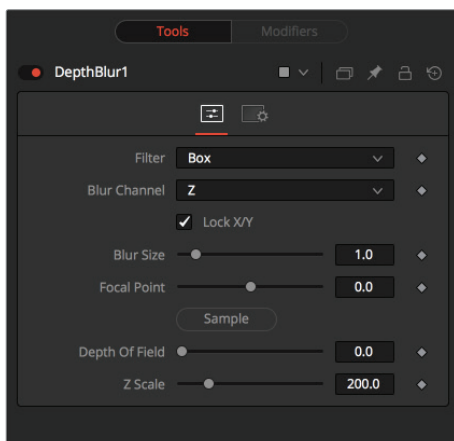 Tools Modifiers
DepthBlur1
Filter Box
Blur Channel Z
Lock X/Y
Blur Size 1.0
Focal Point 0.0
Sample
Depth Of Field 0.0
Z Scale 200.0